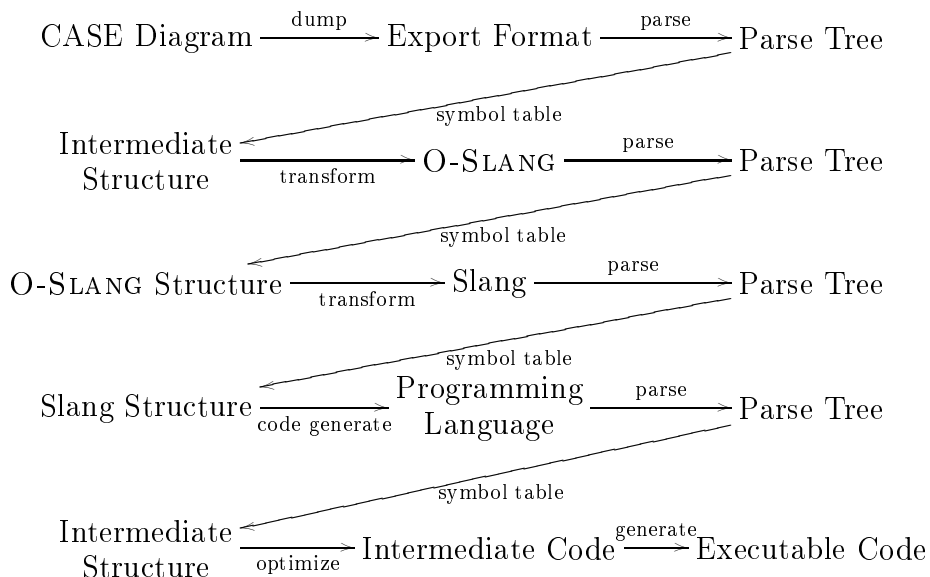 dump parse
CASE Diagram Export Format Parse Tree
symbol table
Intermediate
Structure
parse
O-SLANG Parse Tree
transform
symbol table
parse
O-SLANG Structure Slang Parse Tree
transform
symbol table
Programming
Language
parse
Slang Structure Parse Tree
code generate
symbol table
Intermediate
Structure
generate
Intermediate Code Executable Code
optimize